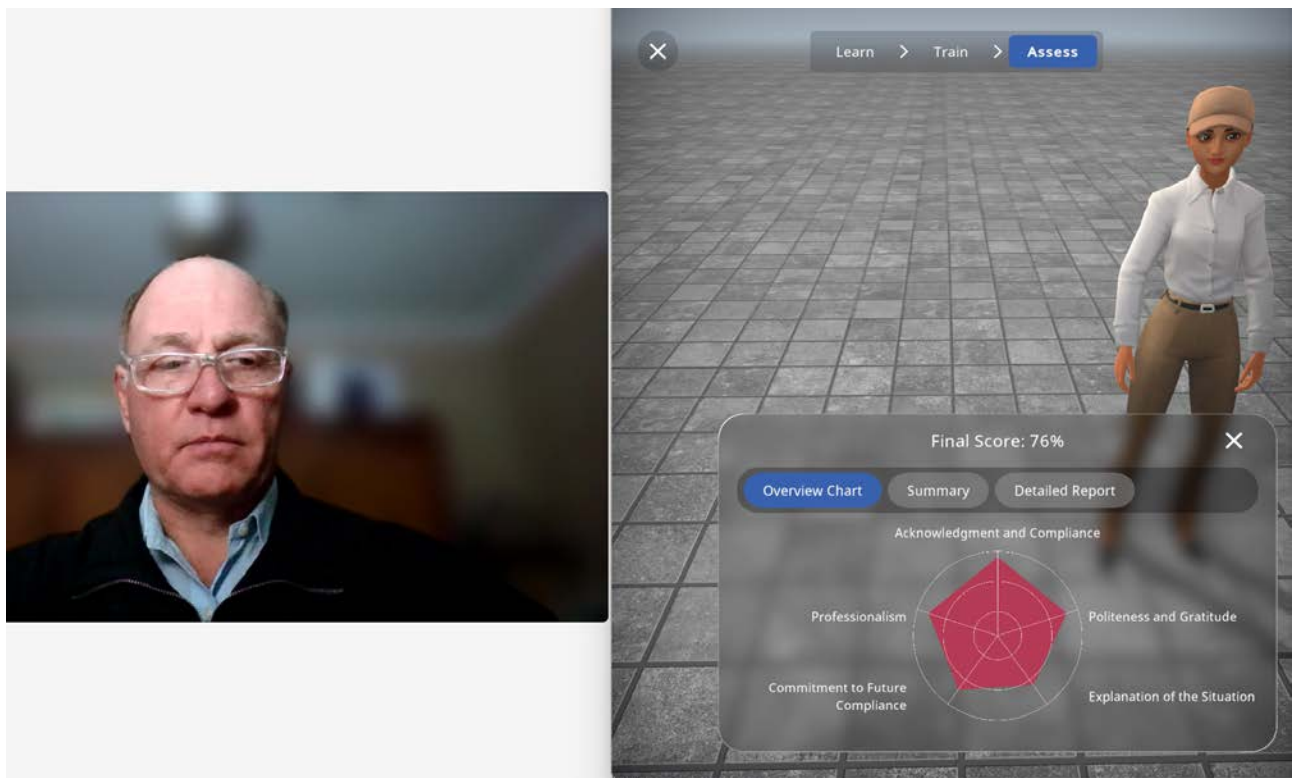 Learn > Train > Assess
Final Score: 76%
Overview Chart Summary Detailed Report
Acknowledgment and Compliance
Professionalism
Politeness and Gratitude
Commitment to Future
Compliance
Explanation of the Situation